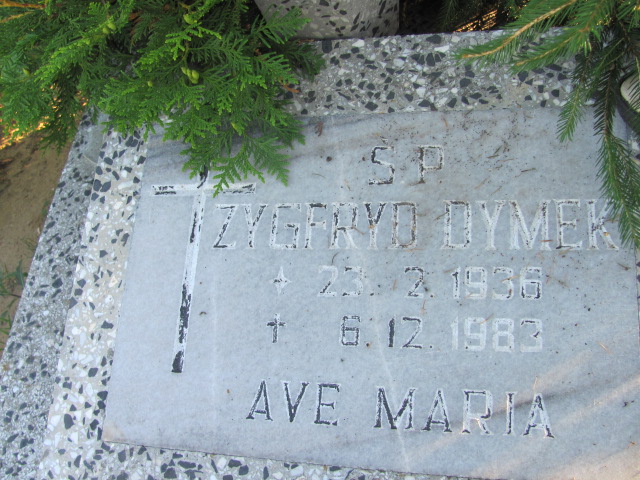 Ś P
ZYGFRYD DYMEK
23. 2. 1936
✝ 6. 12. 1983
AVE MARIA